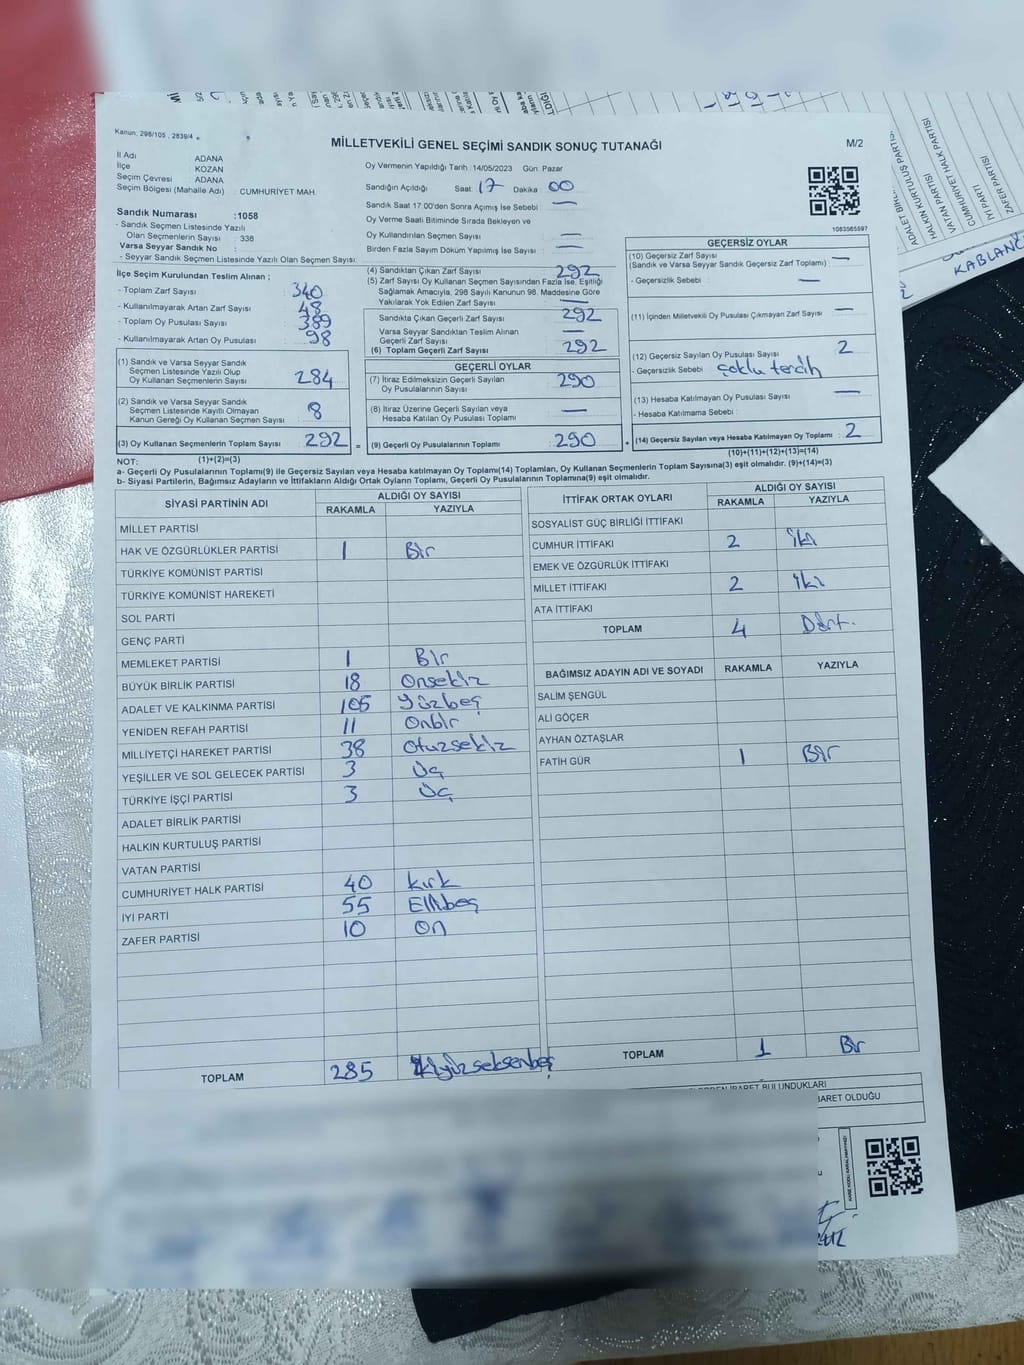 Kanun: 298/105 , 2839/4
MİLLETVEKİLİ GENEL SEÇİMİ SANDIK SONUÇ TUTANAĞI
M/2
İl Adı ADANA
İlçe KOZAN
Seçim Çevresi ADANA
Seçim Bölgesi (Mahalle Adı) : CUMHURİYET MAH.
Sandık Numarası :1058
- Sandık Seçmen Listesinde Yazılı
Olan Seçmenlerin Sayısı : 336
Varsa Seyyar Sandık No :
- Seyyar Sandık Seçmen Listesinde Yazılı Olan Seçmen Sayısı:
Oy Vermenin Yapıldığı Tarih :14/05/2023 Gün: Pazar
Sandığın Açıldığı Saat: 17 Dakika : 00
Sandık Saat 17:00'den Sonra Açımış İse Sebebi : —
Oy Verme Saati Bitiminde Sırada Bekleyen ve
Oy Kullandırılan Seçmen Sayısı : —
Birden Fazla Sayım Döküm Yapılmış İse Sayısı : —
1083565597
İlçe Seçim Kurulundan Teslim Alınan ;
- Toplam Zarf Sayısı : 340
- Kullanılmayarak Artan Zarf Sayısı : 48
- Toplam Oy Pusulası Sayısı : 389
- Kullanılmayarak Artan Oy Pusulası : 98
(1) Sandık ve Varsa Seyyar Sandık
Seçmen Listesinde Yazılı Olup
Oy Kullanan Seçmenlerin Sayısı : 284
(2) Sandık ve Varsa Seyyar Sandık
Seçmen Listesinde Kayıtlı Olmayan
Kanun Gereği Oy Kullanan Seçmen Sayısı : 8
(3) Oy Kullanan Seçmenlerin Toplam Sayısı : 292
(1)+(2)=(3)
(4) Sandıktan Çıkan Zarf Sayısı : 292
(5) Zarf Sayısı Oy Kullanan Seçmen Sayısından Fazla İse, Eşitliği
Sağlamak Amacıyla, 298 Sayılı Kanunun 98. Maddesine Göre
Yakılarak Yok Edilen Zarf Sayısı : —
Sandıkta Çıkan Geçerli Zarf Sayısı : 292
Varsa Seyyar Sandıktan Teslim Alınan
Geçerli Zarf Sayısı : —
(6) Toplam Geçerli Zarf Sayısı : 292
GEÇERLİ OYLAR
(7) İtiraz Edilmeksizin Geçerli Sayılan
Oy Pusulalarının Sayısı : 290
(8) İtiraz Üzerine Geçerli Sayılan veya
Hesaba Katılan Oy Pusulası Toplamı : —
= (9) Geçerli Oy Pusulalarının Toplamı : 290
GEÇERSİZ OYLAR
(10) Geçersiz Zarf Sayısı : —
(Sandık ve Varsa Seyyar Sandık Geçersiz Zarf Toplamı)
- Geçersizlik Sebebi : —
(11) İçinden Milletvekili Oy Pusulası Çıkmayan Zarf Sayısı : —
(12) Geçersiz Sayılan Oy Pusulası Sayısı : 2
- Geçersizlik Sebebi : çoklu tercih
(13) Hesaba Katılmayan Oy Pusulası Sayısı : —
- Hesaba Katılmama Sebebi :
+ (14) Geçersiz Sayılan veya Hesaba Katılmayan Oy Toplamı : 2
(10)+(11)+(12)+(13)=(14)
NOT:
a- Geçerli Oy Pusulalarının Toplamı(9) ile Geçersiz Sayılan veya Hesaba katılmayan Oy Toplamı(14) Toplamları, Oy Kullanan Seçmenlerin Toplam Sayısına(3) eşit olmalıdır. (9)+(14)=(3)
b- Siyasi Partilerin, Bağımsız Adayların ve İttifakların Aldığı Ortak Oyların Toplamı, Geçerli Oy Pusulalarının Toplamına(9) eşit olmalıdır.
SİYASİ PARTİNİN ADI ALDIĞI OY SAYISI
RAKAMLA YAZIYLA
MİLLET PARTİSİ
HAK VE ÖZGÜRLÜKLER PARTİSİ 1 Bir
TÜRKİYE KOMÜNİST PARTİSİ
TÜRKİYE KOMÜNİST HAREKETİ
SOL PARTİ
GENÇ PARTİ
MEMLEKET PARTİSİ 1 Bir
BÜYÜK BİRLİK PARTİSİ 18 Onsekiz
ADALET VE KALKINMA PARTİSİ 105 Yüzbeş
YENİDEN REFAH PARTİSİ 11 Onbir
MİLLİYETÇİ HAREKET PARTİSİ 38 Otuzsekiz
YEŞİLLER VE SOL GELECEK PARTİSİ 3 Üç
TÜRKİYE İŞÇİ PARTİSİ 3 Üç
ADALET BİRLİK PARTİSİ
HALKIN KURTULUŞ PARTİSİ
VATAN PARTİSİ
CUMHURİYET HALK PARTİSİ 40 kırk
İYİ PARTİ 55 Ellibeş
ZAFER PARTİSİ 10 On
TOPLAM 285 İkiyüzseksenbeş
İTTİFAK ORTAK OYLARI ALDIĞI OY SAYISI
RAKAMLA YAZIYLA
SOSYALİST GÜÇ BİRLİĞİ İTTİFAKI
CUMHUR İTTİFAKI 2 iki
EMEK VE ÖZGÜRLÜK İTTİFAKI
MİLLET İTTİFAKI 2 iki
ATA İTTİFAKI
TOPLAM 4 Dört.
BAĞIMSIZ ADAYIN ADI VE SOYADI RAKAMLA YAZIYLA
SALİM ŞENGÜL
ALİ GÖÇER
AYHAN ÖZTAŞLAR
FATİH GÜR 1 Bir
TOPLAM 1 Bir
İBARET BULUNDUKLARI
BARET OLDUĞU
HALKIN KURTULUŞ PARTİSİ
VATAN PARTİSİ
CUMHURİYET HALK PARTİSİ
İYİ PARTİ
ZAFER PARTİSİ